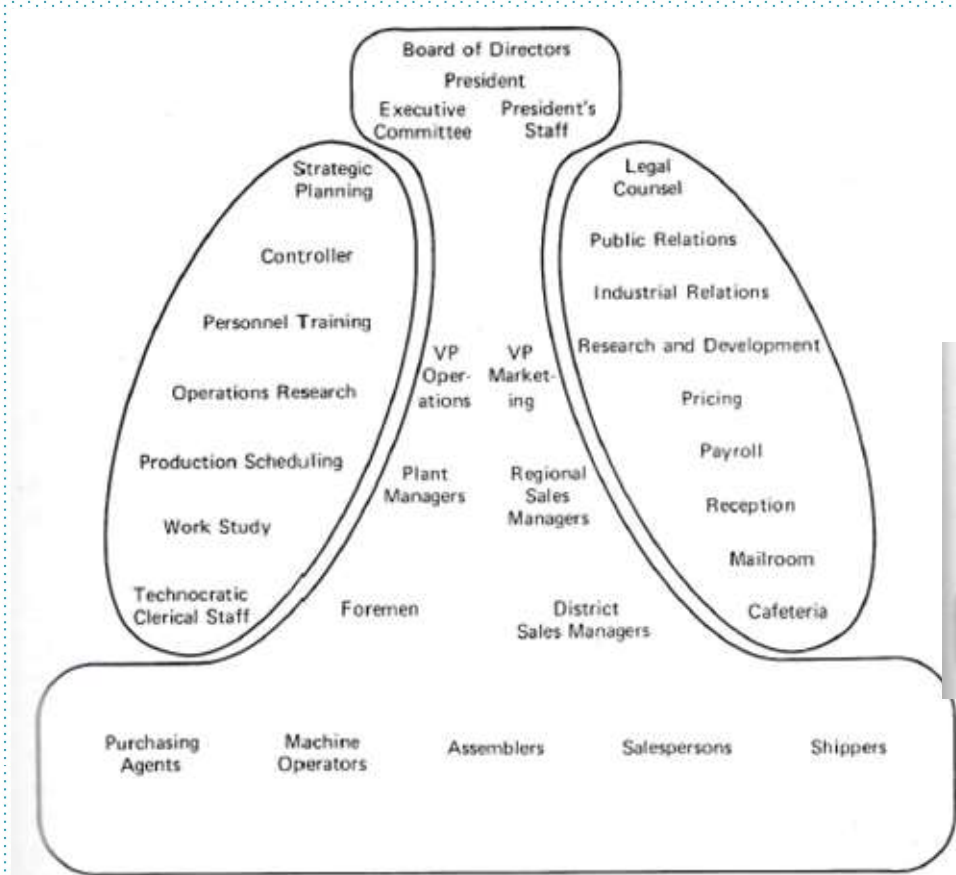 Board of Directors
President
Executive
Committee
President's
Staff
Strategic
Planning
Controller
Personnel Training
Operations Research
Production Scheduling
Work Study
Technocratic
Clerical Staff
VP
Oper-
ations
VP
Market-
ing
Plant
Managers
Regional
Sales
Managers
Foremen
District
Sales Managers
Legal
Counsel
Public Relations
Industrial Relations
Research and Development
Pricing
Payroll
Reception
Mailroom
Cafeteria
Purchasing
Agents
Machine
Operators
Assemblers
Salespersons
Shippers